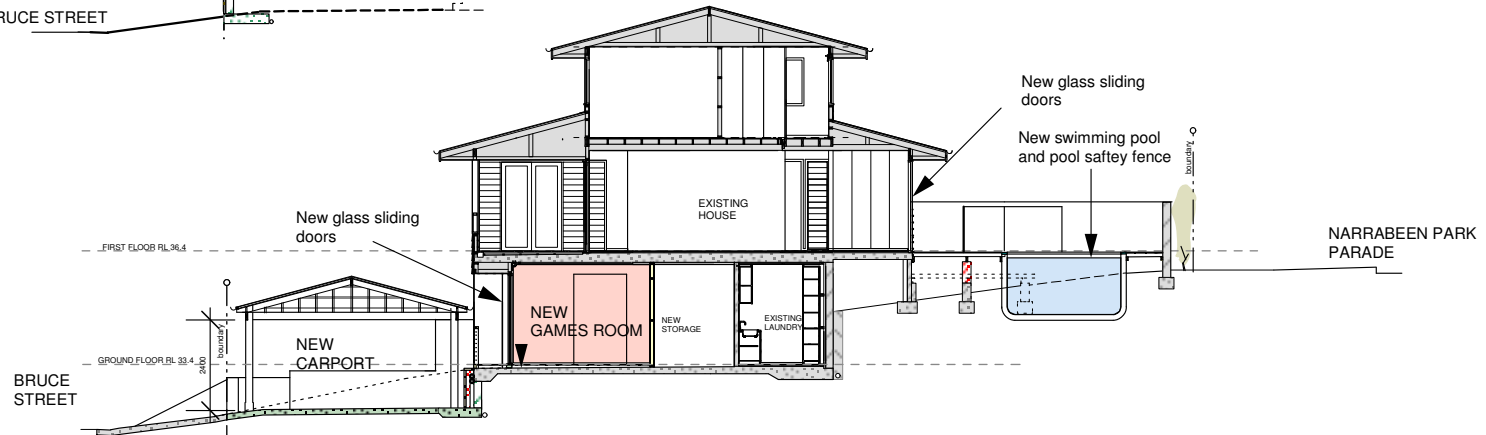 RUCE STREET
New glass sliding
doors
New swimming pool
and pool saftey fence
boundary
EXISTING
HOUSE
New glass sliding
doors
FIRST FLOOR RL 36.4
NARRABEEN PARK
PARADE
NEW
GAMES ROOM
NEW
STORAGE
EXISTING
LAUNDRY
boundary
NEW
CARPORT
GROUND FLOOR RL 33.4
2400
BRUCE
STREET